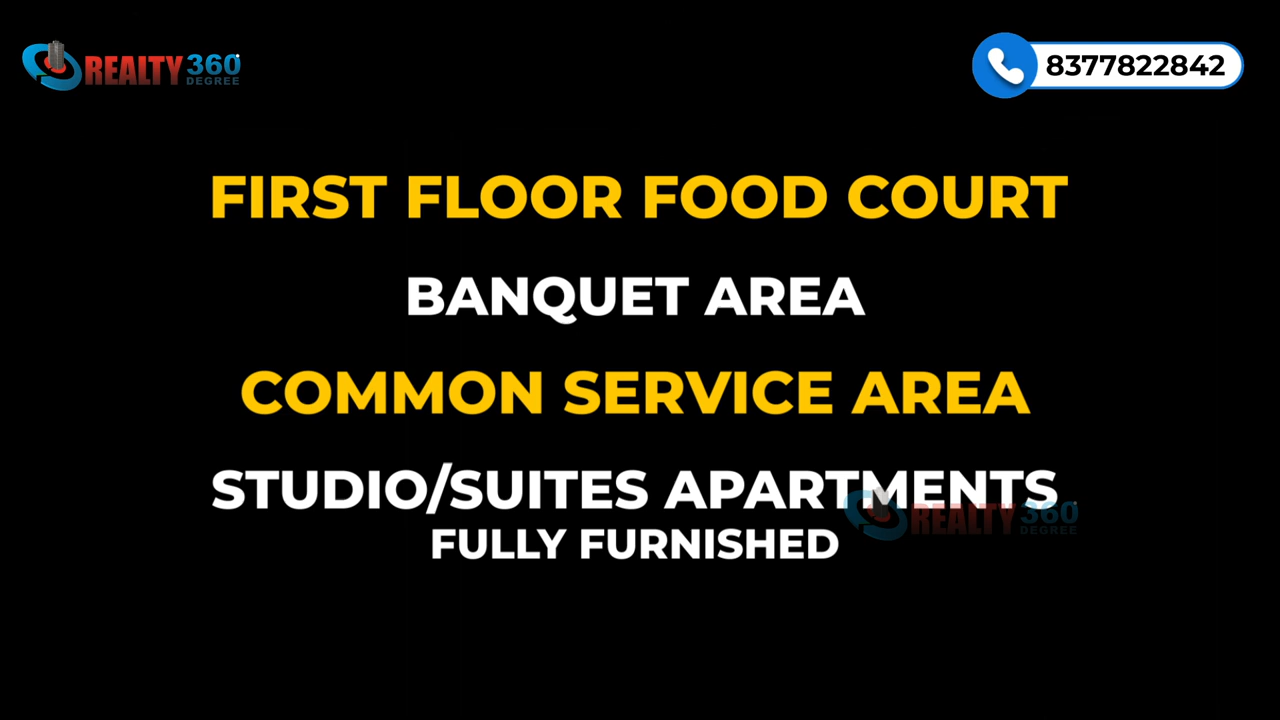 REALTY 360
DEGREE
8377822842
FIRST FLOOR FOOD COURT
BANQUET AREA
COMMON SERVICE AREA
STUDIO/SUITES APARTMENTS
REALTY 360
DEGREE
FULLY FURNISHED